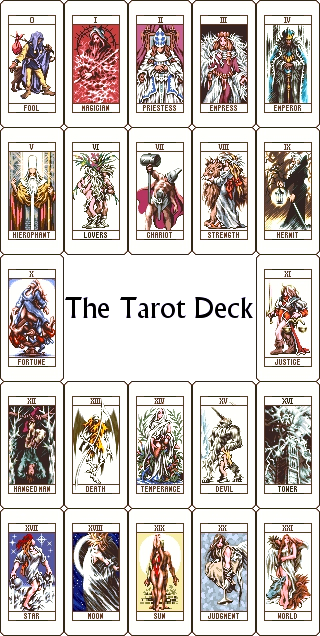 0
FOOL
I
MAGICIAN
II
PRIESTESS
III
EMPRESS
IV
EMPEROR
V
HIEROPHANT
VI
LOVERS
VII
CHARIOT
VIII
STRENGTH
IX
HERMIT
X
FORTUNE
The Tarot Deck
XI
JUSTICE
XII
HANGED MAN
XIII
DEATH
XIV
TEMPERANCE
XV
DEVIL
XVI
TOWER
XVII
STAR
XVIII
MOON
XIX
SUN
XX
JUDGMENT
XXI
WORLD